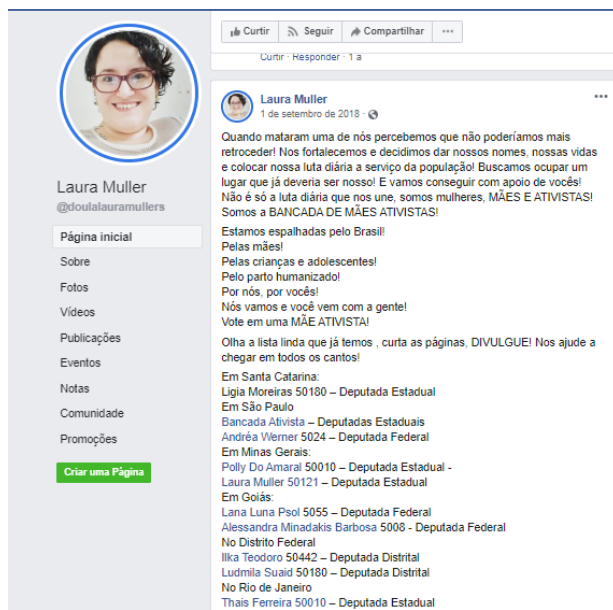 Curtir
Seguir
Compartilhar
Curtir · Responder · 1 a
Laura Muller
@doulalauramullers
Página inicial
Sobre
Fotos
Vídeos
Publicações
Eventos
Notas
Comunidade
Promoções
Criar uma Página
Laura Muller
1 de setembro de 2018 ·
Quando mataram uma de nós percebemos que não poderíamos mais
retroceder! Nos fortalecemos e decidimos dar nossos nomes, nossas vidas
e colocar nossa luta diária a serviço da população! Buscamos ocupar um
lugar que já deveria ser nosso! E vamos conseguir com apoio de vocês!
Não é só a luta diária que nos une, somos mulheres, MÃES E ATIVISTAS!
Somos a BANCADA DE MÃES ATIVISTAS!
Estamos espalhadas pelo Brasil!
Pelas mães!
Pelas crianças e adolescentes!
Pelo parto humanizado!
Por nós, por vocês!
Nós vamos e você vem com a gente!
Vote em uma MÃE ATIVISTA!
Olha a lista linda que já temos , curta as páginas, DIVULGUE! Nos ajude a
chegar em todos os cantos!
Em Santa Catarina:
Ligia Moreiras 50180 – Deputada Estadual
Em São Paulo
Bancada Ativista – Deputadas Estaduais
Andréa Werner 5024 – Deputada Federal
Em Minas Gerais:
Polly Do Amaral 50010 – Deputada Estadual -
Laura Muller 50121 – Deputada Estadual
Em Goiás:
Lana Luna Psol 5055 – Deputada Federal
Alessandra Minadakis Barbosa 5008 - Deputada Federal
No Distrito Federal
Ilka Teodoro 50442 – Deputada Distrital
Ludmila Suaid 50180 – Deputada Distrital
No Rio de Janeiro
Thais Ferreira 50010 – Deputada Estadual